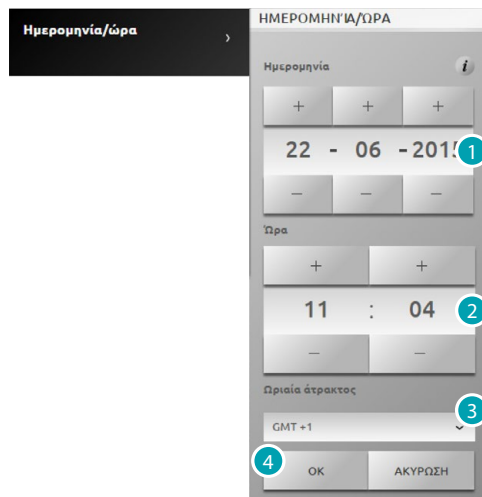 Ημερομηνία/ώρα ›
ΗΜΕΡΟΜΗΝΊΑ/ΏΡΑ
Ημερομηνία i
+ + +
22 - 06 - 2015 1
− − −
Ώρα
+ +
11 : 04 2
− −
Ωριαία άτρακτος
3
GMT +1
4
OK ΑΚΥΡΩΣΗ